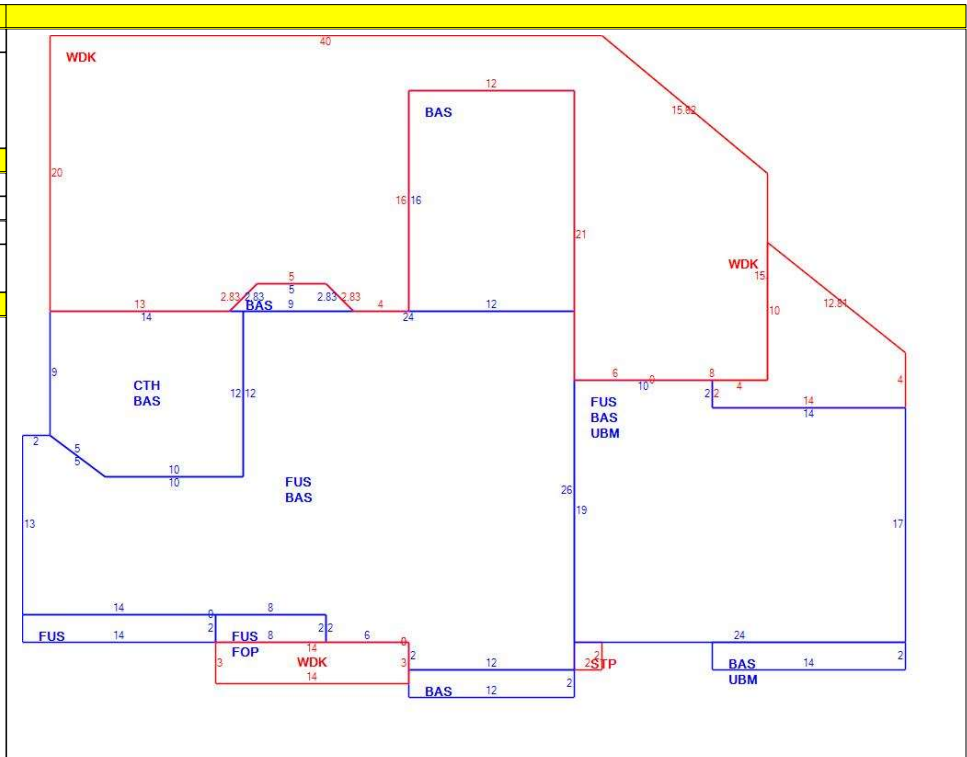 40
WDK
12
BAS
15.62
20
16 16
21
WDK
15
5
2.83 2.83 5 2.83 2.83
10
12.81
13 BAS 9 4 12
14 24
9
CTH
BAS
12 12
6 0 8
10 4
4
2 2
14
14
FUS
BAS
UBM
2
5
5
10
10
FUS
BAS
26
19
13
17
14 0 8
2 2 2
FUS 14 FUS 8 6 0
FOP 14
WDK
3 3
14
24
2 12 2 2
STP
BAS 14 2
UBM
BAS 12 2